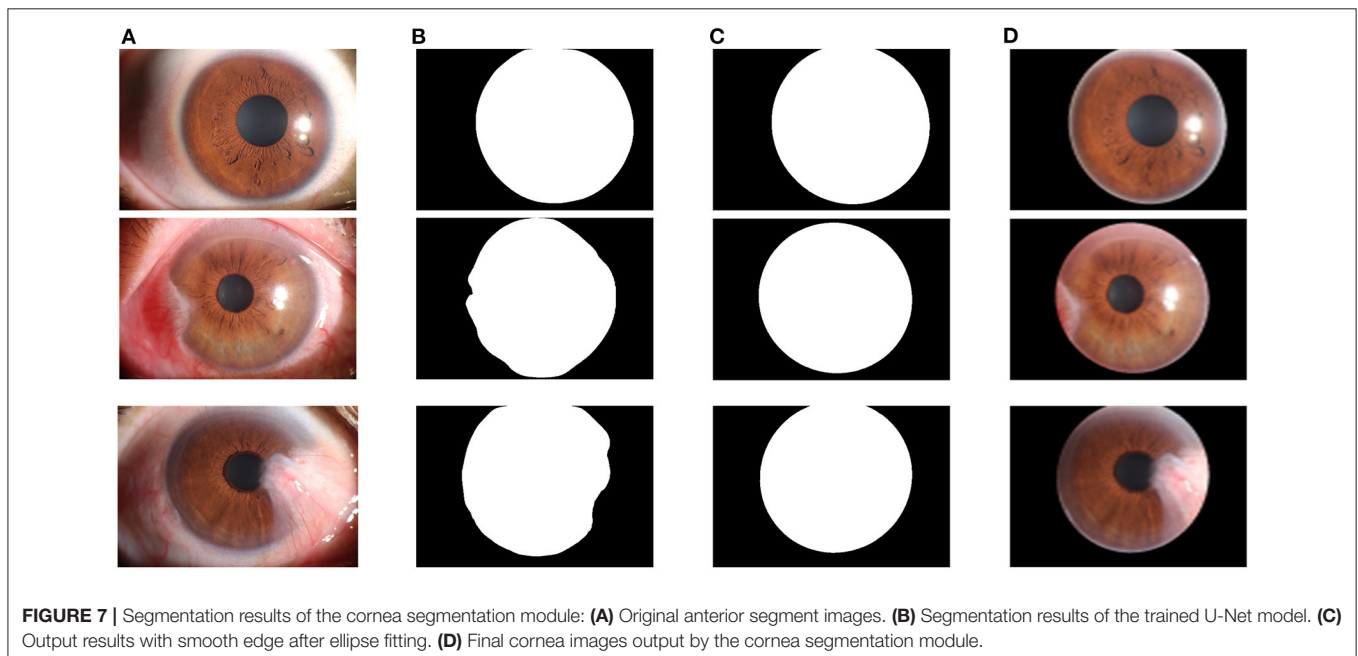 A B C D
FIGURE 7 | Segmentation results of the cornea segmentation module: (A) Original anterior segment images. (B) Segmentation results of the trained U-Net model. (C)
Output results with smooth edge after ellipse fitting. (D) Final cornea images output by the cornea segmentation module.